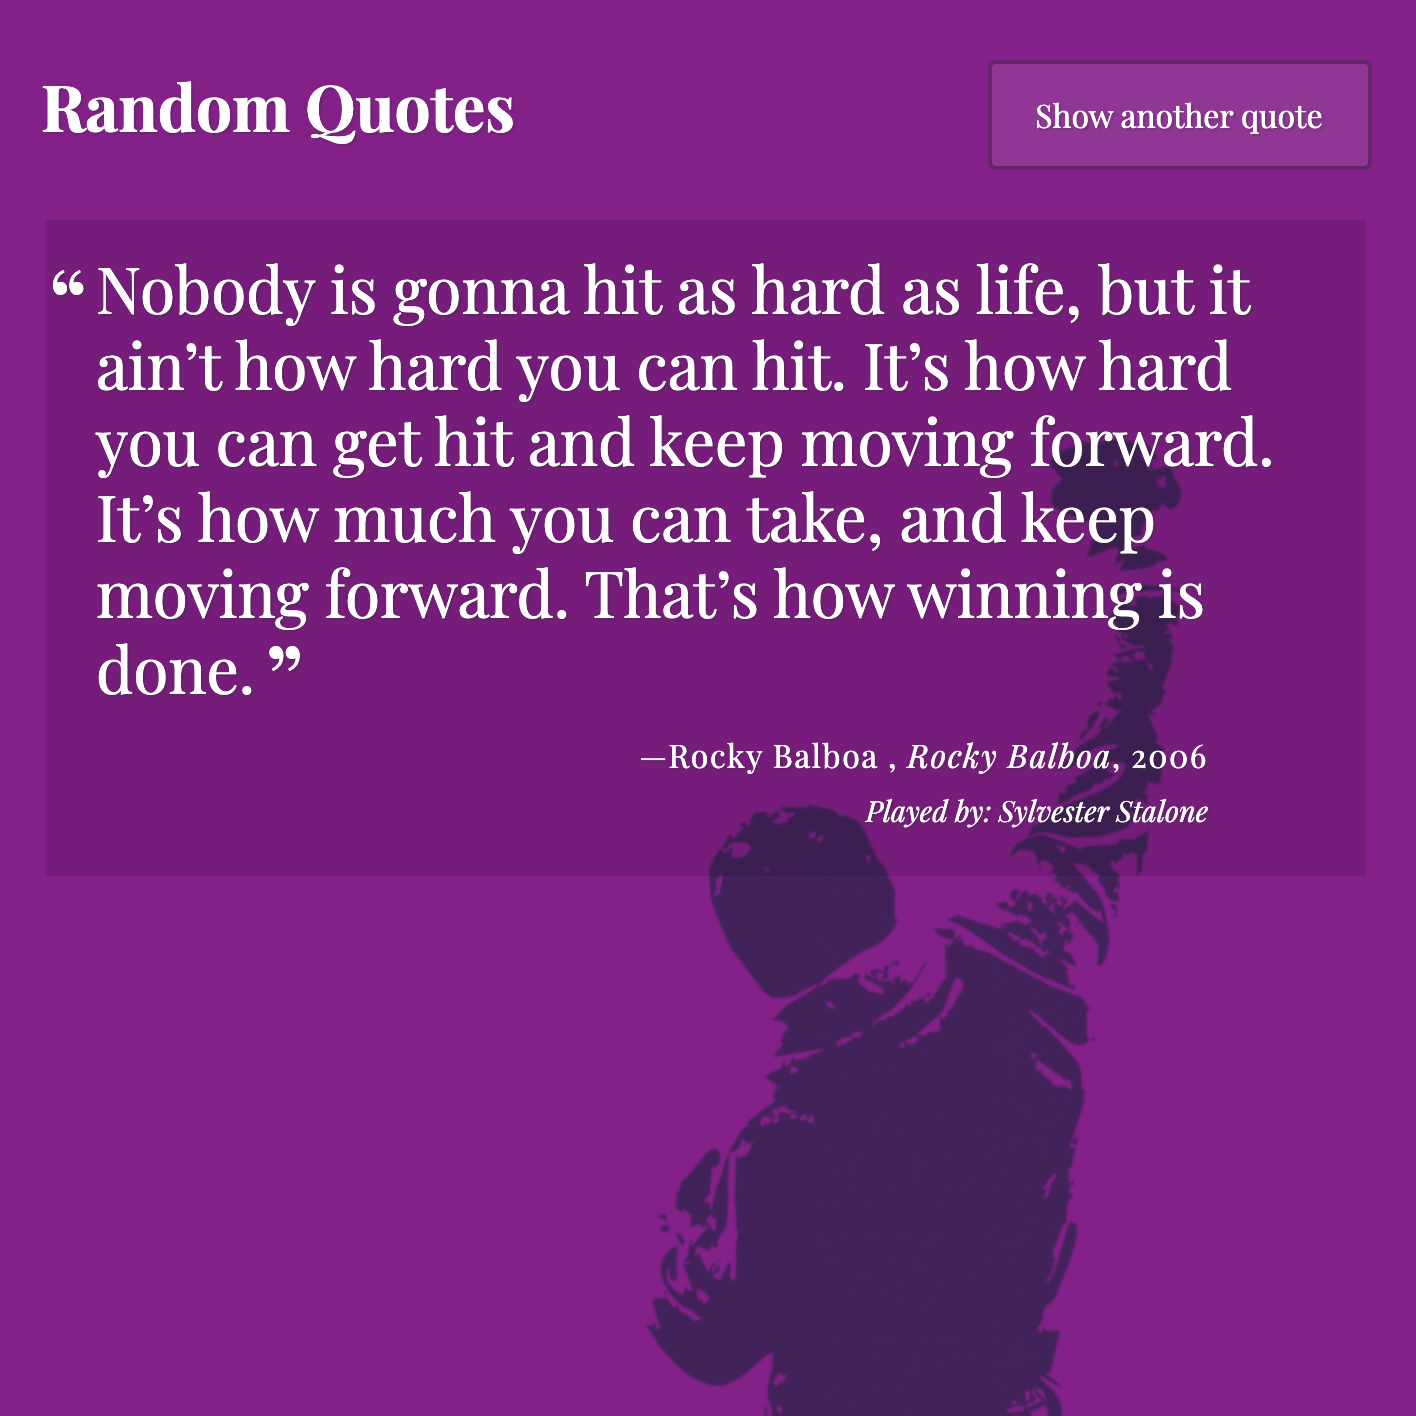 Random Quotes
Show another quote
“ Nobody is gonna hit as hard as life, but it
ain’t how hard you can hit. It’s how hard
you can get hit and keep moving forward.
It’s how much you can take, and keep
moving forward. That’s how winning is
done. ”
—Rocky Balboa , Rocky Balboa, 2006
Played by: Sylvester Stalone